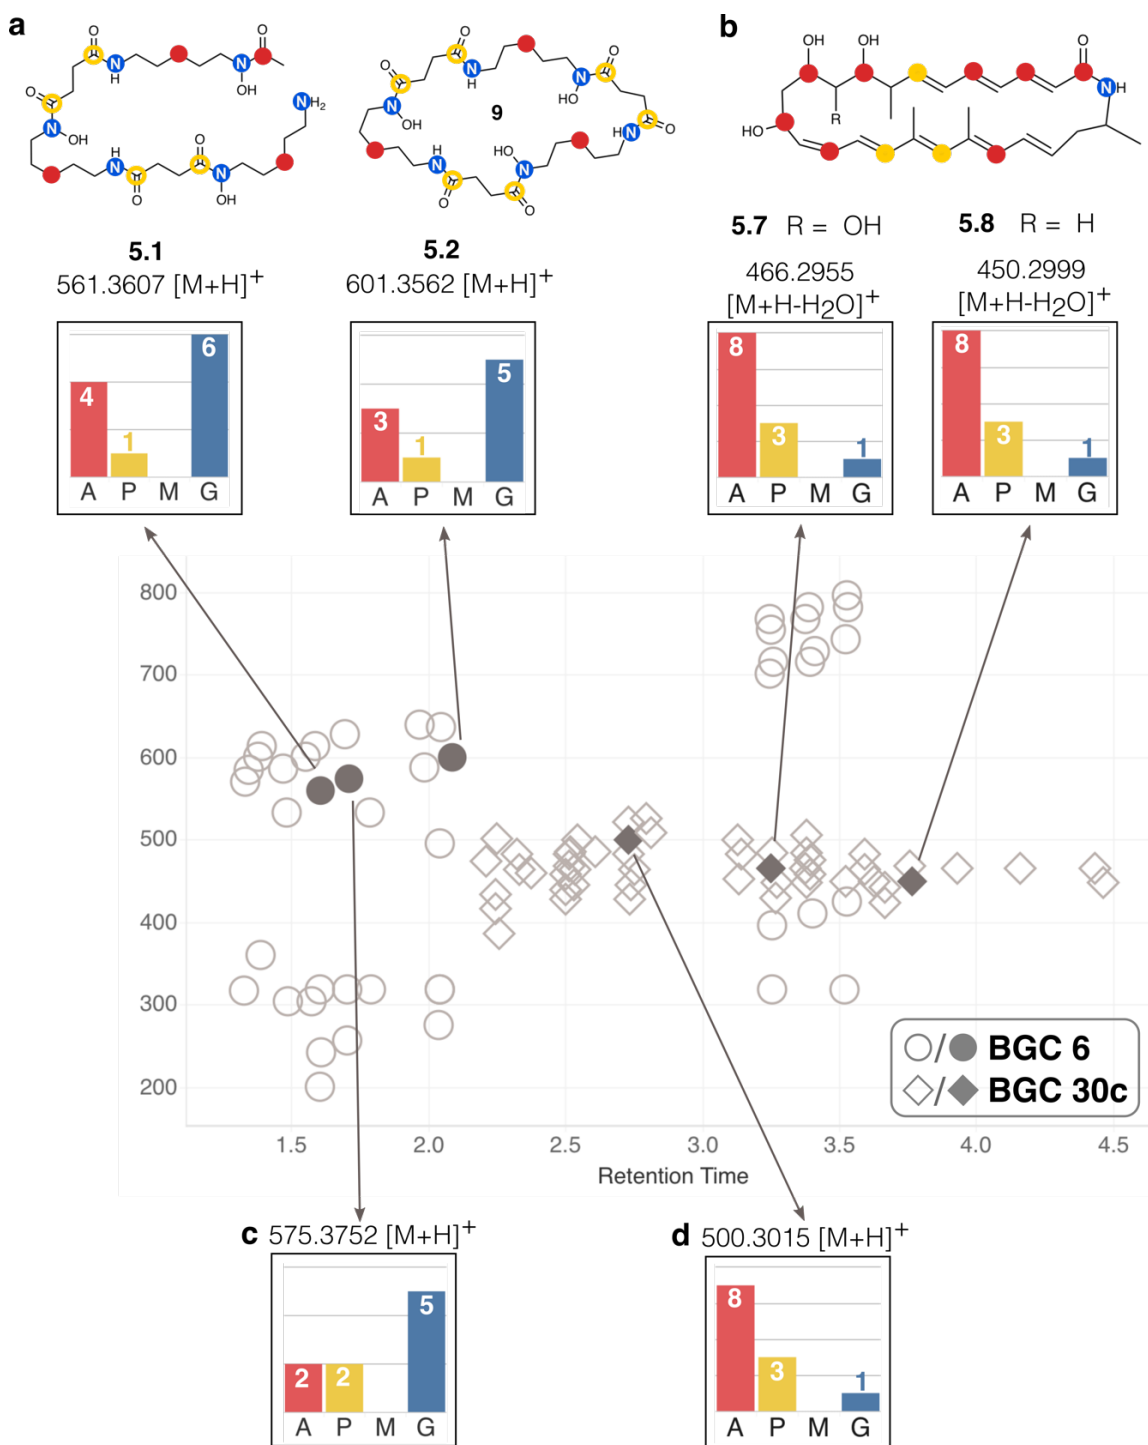 a
b
O
N
H
N
OH
O
O
N
OH
NH2
H
N
O
O
N
OH
O
O
N
H
N
HO
O
N
OH
9
O
HN
H
N
HO
N
O
O
OH
OH
O
NH
R
HO
5.1
561.3607 [M+H]+
5.2
601.3562 [M+H]+
5.7 R = OH
466.2955
[M+H-H2O]+
5.8 R = H
450.2999
[M+H-H2O]+
4
1
6
A P M G
3
1
5
A P M G
8
3
1
A P M G
8
3
1
A P M G
800
700
600
500
400
300
200
1.5 2.0 2.5 3.0 3.5 4.0 4.5
Retention Time
/ BGC 6
/ BGC 30c
c 575.3752 [M+H]+
2
2
5
A P M G
d 500.3015 [M+H]+
8
3
1
A P M G